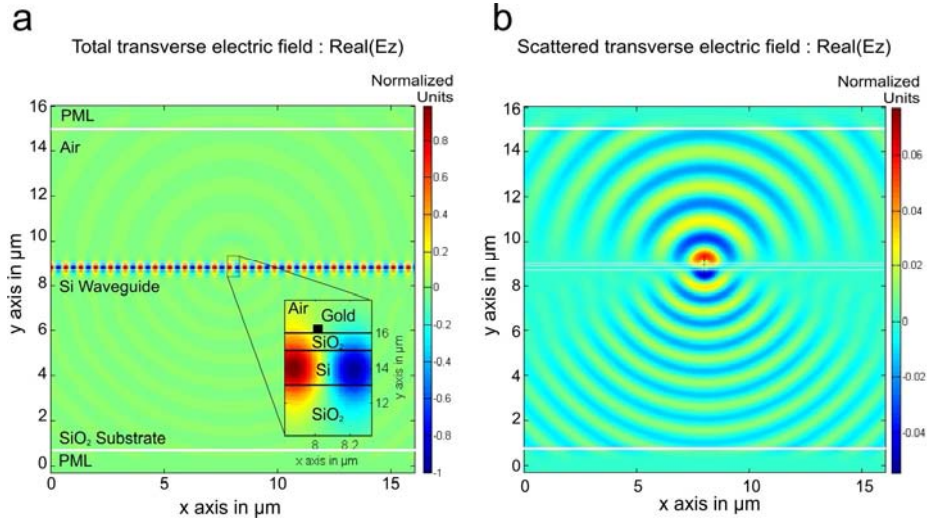 a
Total transverse electric field : Real(Ez)
Normalized
Units
16
14
12
10
8
6
4
2
0
y axis in µm
PML
Air
Si Waveguide
SiO₂ Substrate
PML
0
5
10
15
x axis in µm
0.8
0.6
0.4
0.2
0
-0.2
-0.4
-0.6
-0.8
-1
Air
Gold
SiO₂
Si
SiO₂
16
14
12
y axis in µm
8
8.2
x axis in µm
b
Scattered transverse electric field : Real(Ez)
Normalized
Units
16
14
12
10
8
6
4
2
0
y axis in µm
0
5
10
15
x axis in µm
0.06
0.04
0.02
0
-0.02
-0.04